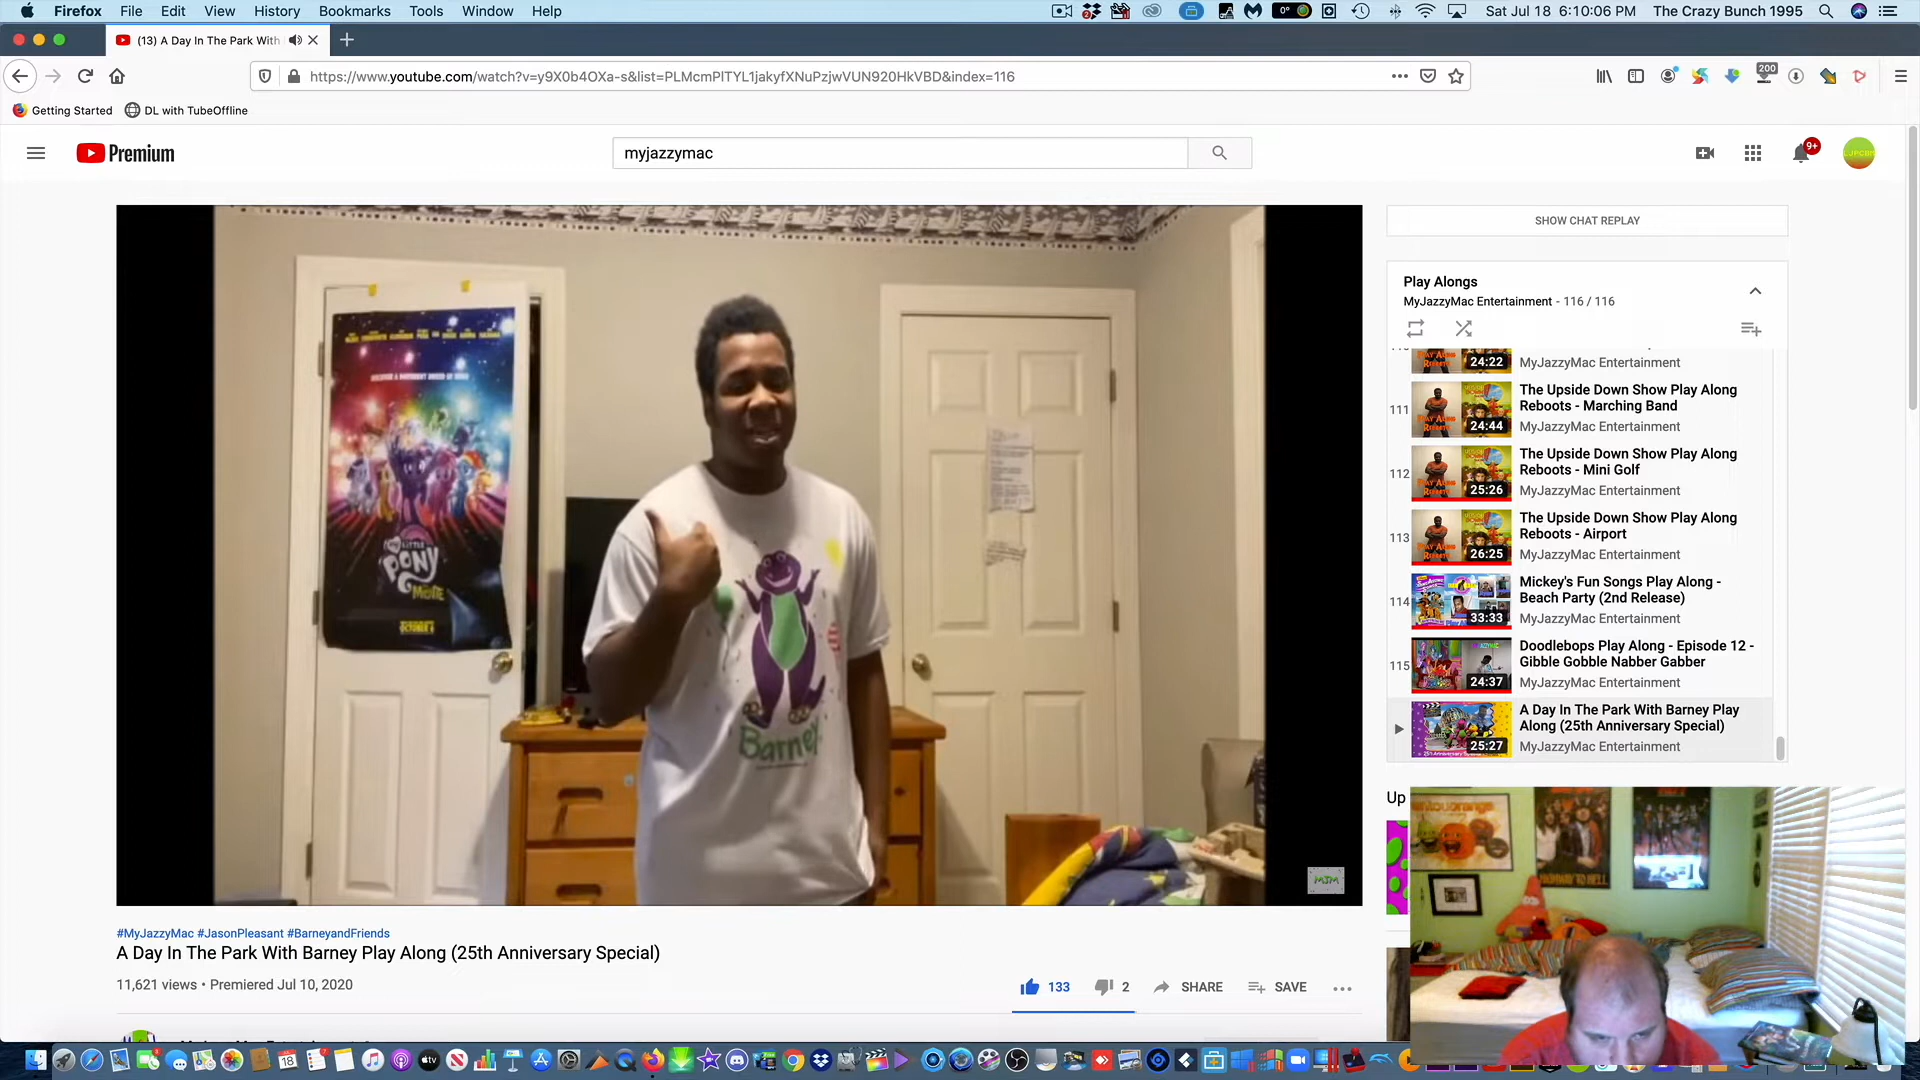 Firefox File Edit View History Bookmarks Tools Window Help
0° Sat Jul 18 6:10:06 PM The Crazy Bunch 1995
(13) A Day In The Park With
https://www.youtube.com/watch?v=y9X0b4OXa-s&list=PLMcmPlTYL1jakyfXNuPzjwVUN920HkVBD&index=116
200
Getting Started DL with TubeOffline
Premium
myjazzymac
9+
SHOW CHAT REPLAY
Play Alongs
MyJazzyMac Entertainment - 116 / 116
24:22
MyJazzyMac Entertainment
111
24:44
The Upside Down Show Play Along
Reboots - Marching Band
MyJazzyMac Entertainment
112
25:26
The Upside Down Show Play Along
Reboots - Mini Golf
MyJazzyMac Entertainment
113
26:25
The Upside Down Show Play Along
Reboots - Airport
MyJazzyMac Entertainment
114
33:33
Mickey's Fun Songs Play Along -
Beach Party (2nd Release)
MyJazzyMac Entertainment
115
24:37
Doodlebops Play Along - Episode 12 -
Gibble Gobble Nabber Gabber
MyJazzyMac Entertainment
25:27
A Day In The Park With Barney Play
Along (25th Anniversary Special)
MyJazzyMac Entertainment
Up
My Little
Pony
Movie
Barney
MJM
#MyJazzyMac #JasonPleasant #BarneyandFriends
A Day In The Park With Barney Play Along (25th Anniversary Special)
11,621 views • Premiered Jul 10, 2020
133
2
SHARE
SAVE